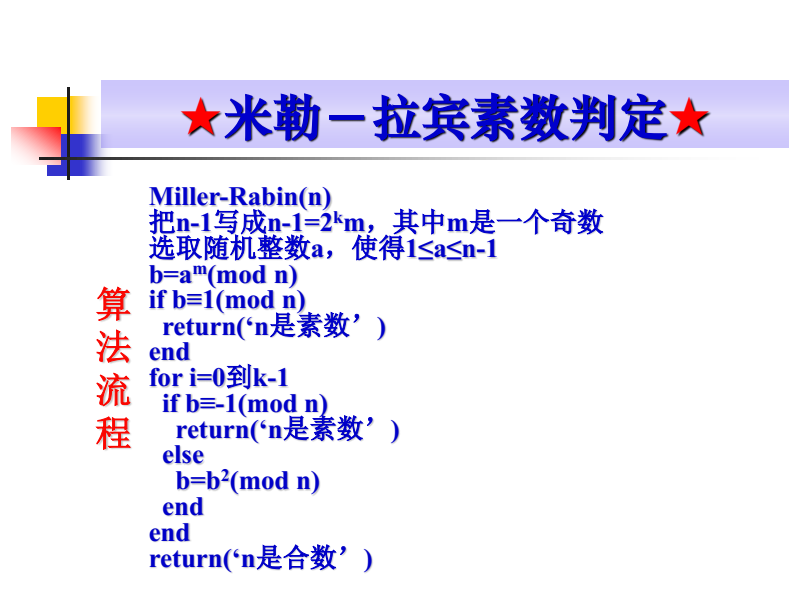 ★米勒－拉宾素数判定★
算法流程
Miller-Rabin(n)
把n-1写成n-1=2ᵏm，其中m是一个奇数
选取随机整数a，使得1≤a≤n-1
b=aᵐ(mod n)
if b≡1(mod n)
return(‘n是素数’)
end
for i=0到k-1
if b≡-1(mod n)
return(‘n是素数’)
else
b=b²(mod n)
end
end
return(‘n是合数’)